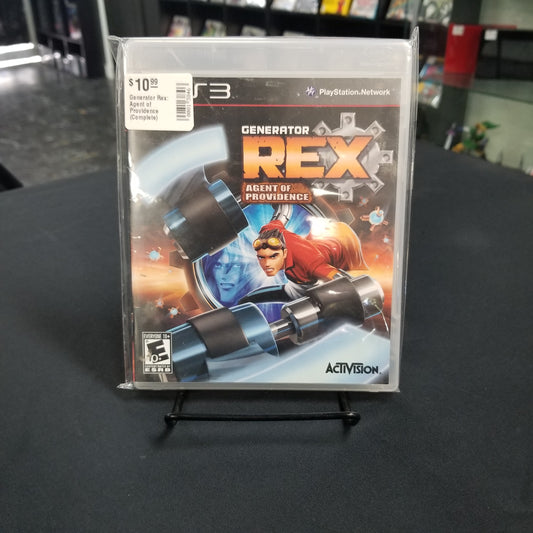 $10.99
Generator Rex:
Agent of
Providence
(Complete)
PS3
PlayStation Network
GENERATOR
REX
AGENT OF
PROVIDENCE
EVERYONE 10+
E
10+
ESRB
ACTIVISION